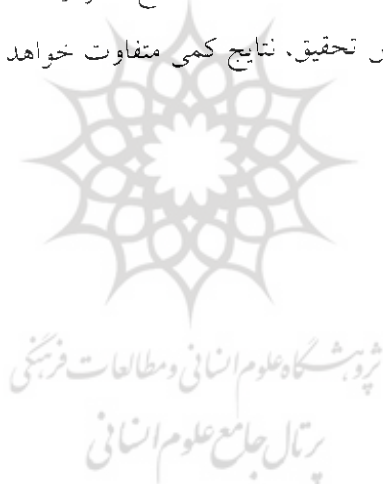 تحقیق، نتایج کمی متفاوت خواهد
پژوهشگاه علوم انسانی و مطالعات فرهنگی
پرتال جامع علوم انسانی